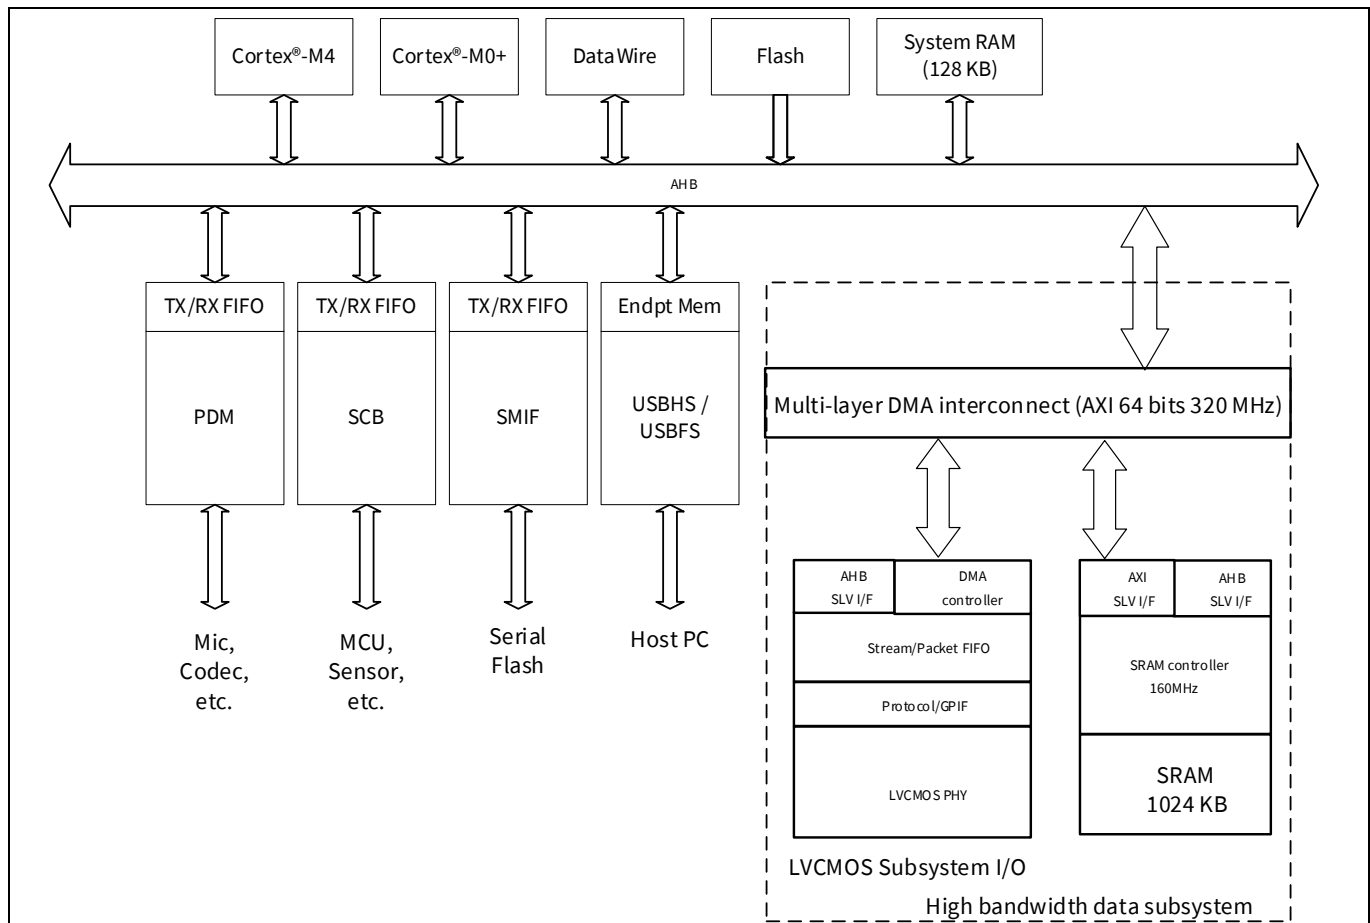 Cortex®-M4
Cortex®-M0+
DataWire
Flash
System RAM
(128 KB)
AHB
TX/RX FIFO
TX/RX FIFO
TX/RX FIFO
Endpt Mem
PDM
SCB
SMIF
USBHS /
USBFS
Multi-layer DMA interconnect (AXI 64 bits 320 MHz)
AHB
SLV I/F
DMA
controller
Stream/Packet FIFO
Protocol/GPIF
LVCMOS PHY
AXI
SLV I/F
AHB
SLV I/F
SRAM controller
160MHz
SRAM
1024 KB
Mic,
Codec,
etc.
MCU,
Sensor,
etc.
Serial
Flash
Host PC
LVCMOS Subsystem I/O
High bandwidth data subsystem